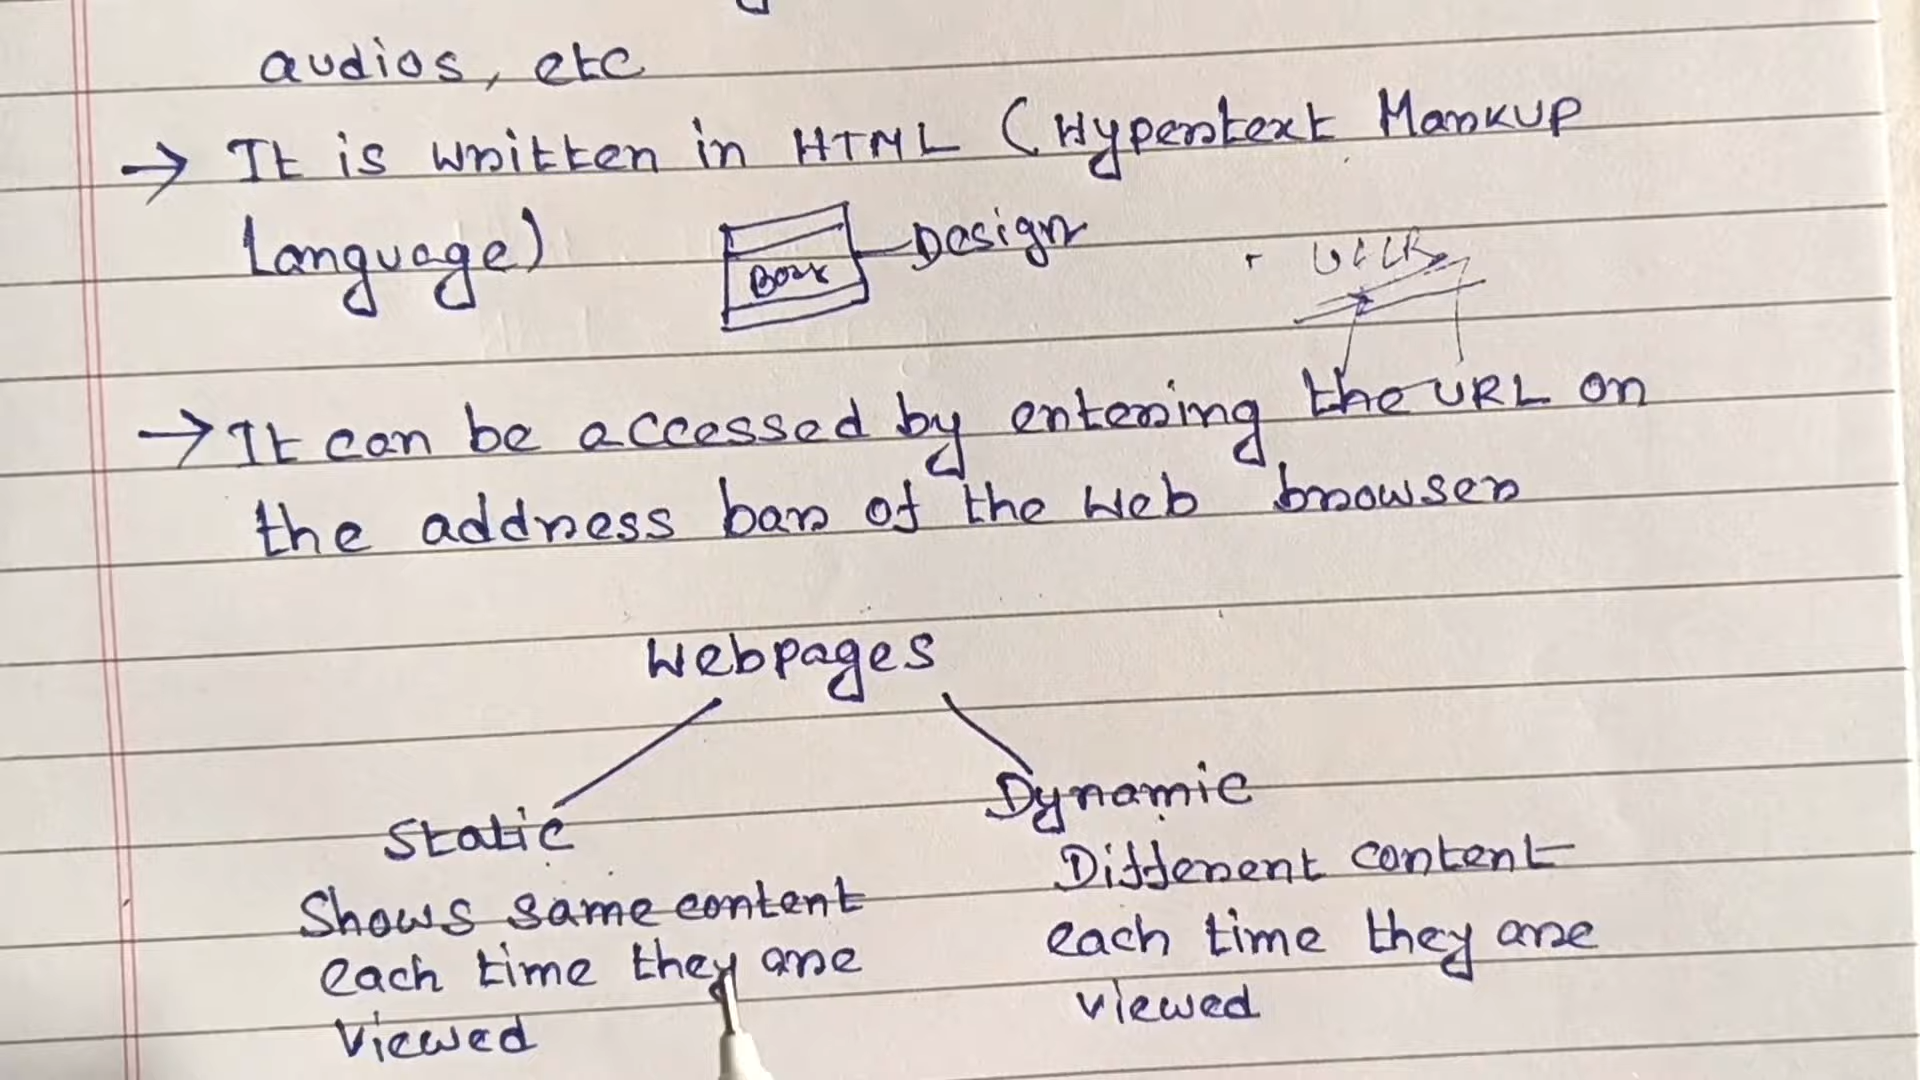 audios, etc
→ It is written in HTML (Hypertext Markup
Language)
Book
Design
→ It can be accessed by entering the URL on
the address bar of the web browser
Webpages
Static
Dynamic
Shows same content
each time they are
viewed
Different content
each time they are
viewed